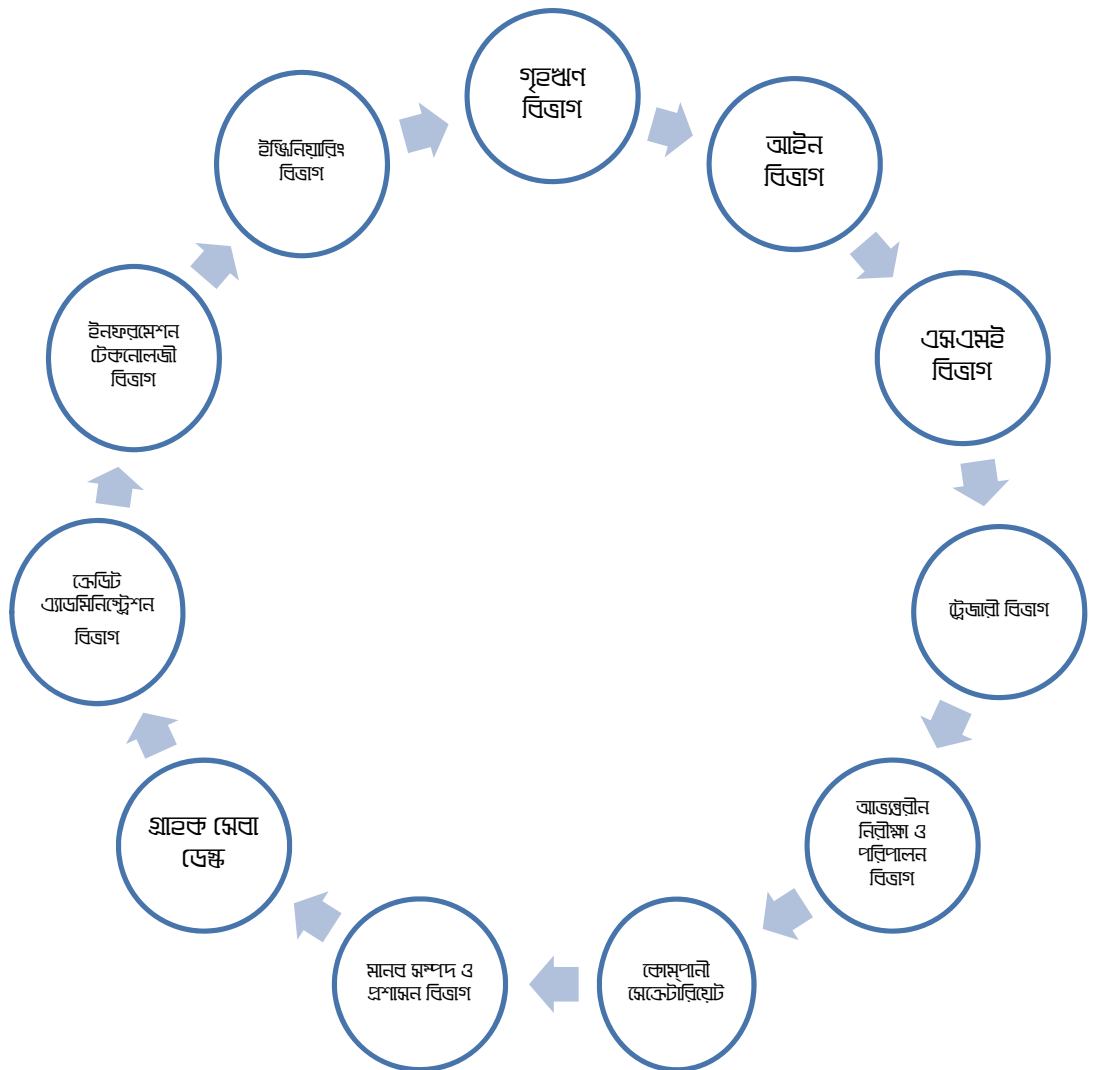 গৃহঋণ
বিভাগ
আইন
বিভাগ
এসএমই
বিভাগ
ট্রেজারী বিভাগ
আভ্যন্তরীন
নিরীক্ষা ও
পরিপালন
বিভাগ
কোম্পানী
সেক্রেটারিয়েট
মানব সম্পদ ও
প্রশাসন বিভাগ
গ্রাহক সেবা
ডেস্ক
ক্রেডিট
এ্যাডমিনিস্ট্রেশন
বিভাগ
ইনফরমেশন
টেকনোলজী
বিভাগ
ইঞ্জিনিয়ারিং
বিভাগ